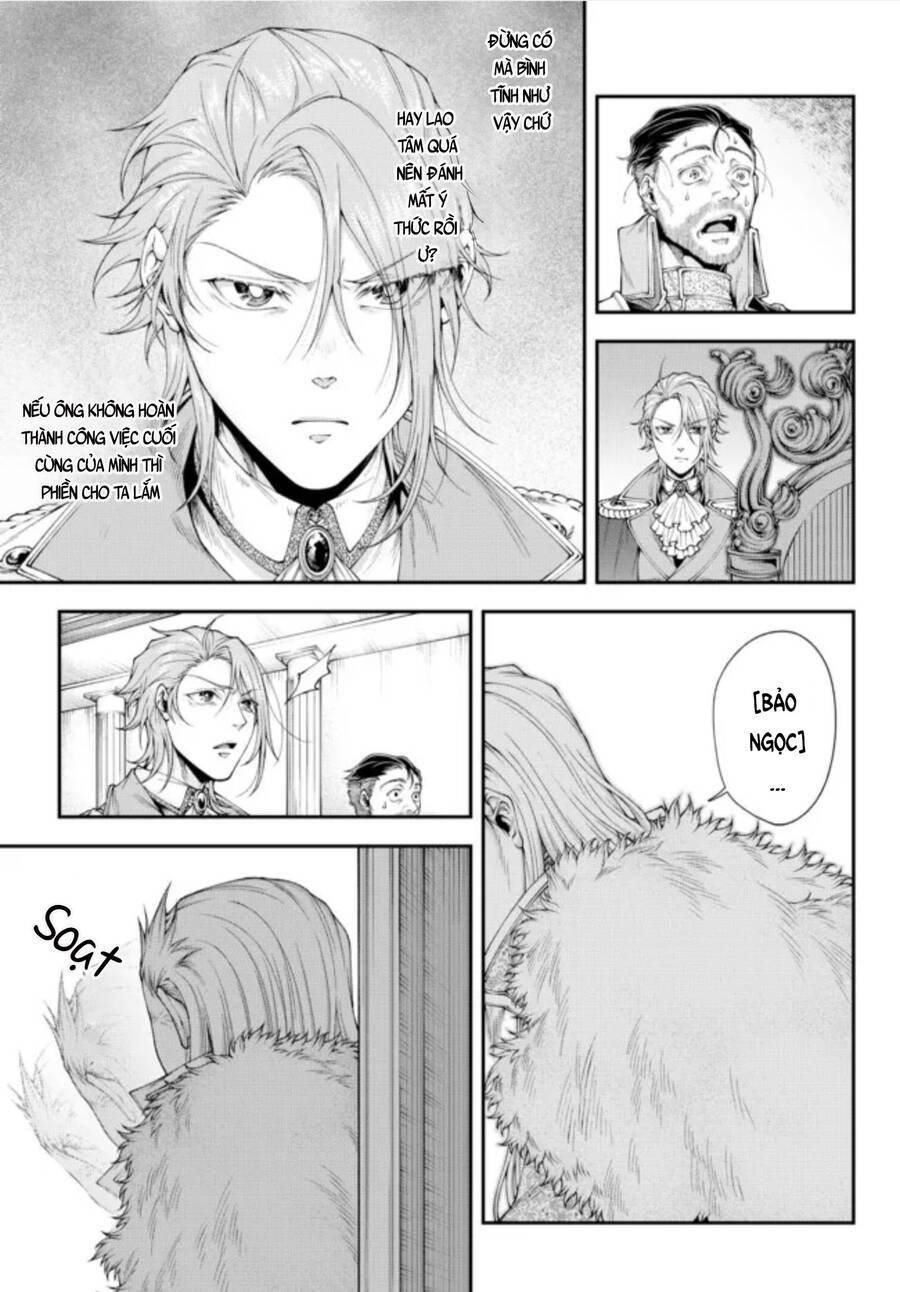 ĐỪNG CÓ
MÀ BÌNH
TĨNH NHƯ
VẬY CHỨ
HAY LAO
TÂM QUÁ
NÊN ĐÁNH
MẤT Ý
THỨC RỒI
Ư?
NẾU ÔNG KHÔNG HOÀN
THÀNH CÔNG VIỆC CUỐI
CÙNG CỦA MÌNH THÌ
PHIỀN CHO TA LẮM
[BẢO
NGỌC]
...
Soạt